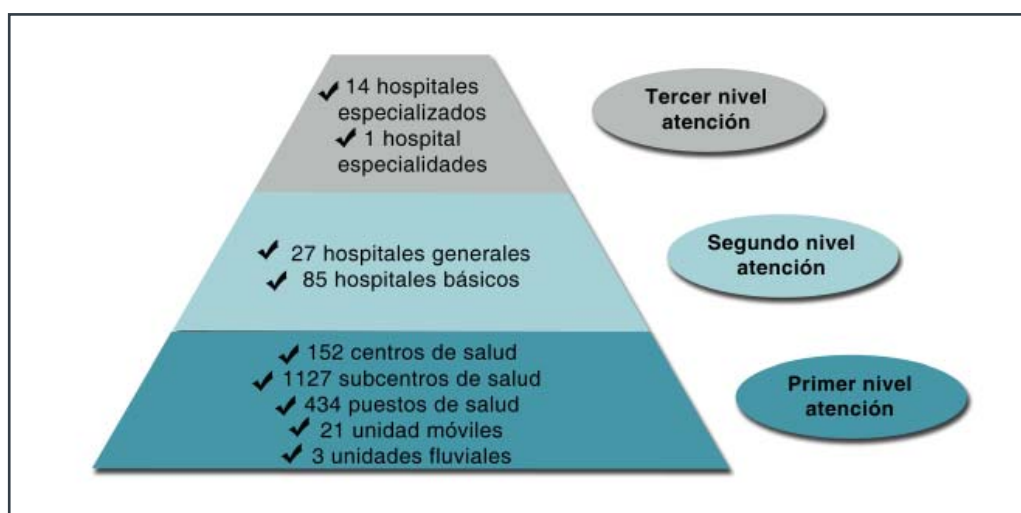 14 hospitales
especializados
1 hospital
especialidades
Tercer nivel
atención
27 hospitales generales
85 hospitales básicos
Segundo nivel
atención
152 centros de salud
1127 subcentros de salud
434 puestos de salud
21 unidad móviles
3 unidades fluviales
Primer nivel
atención